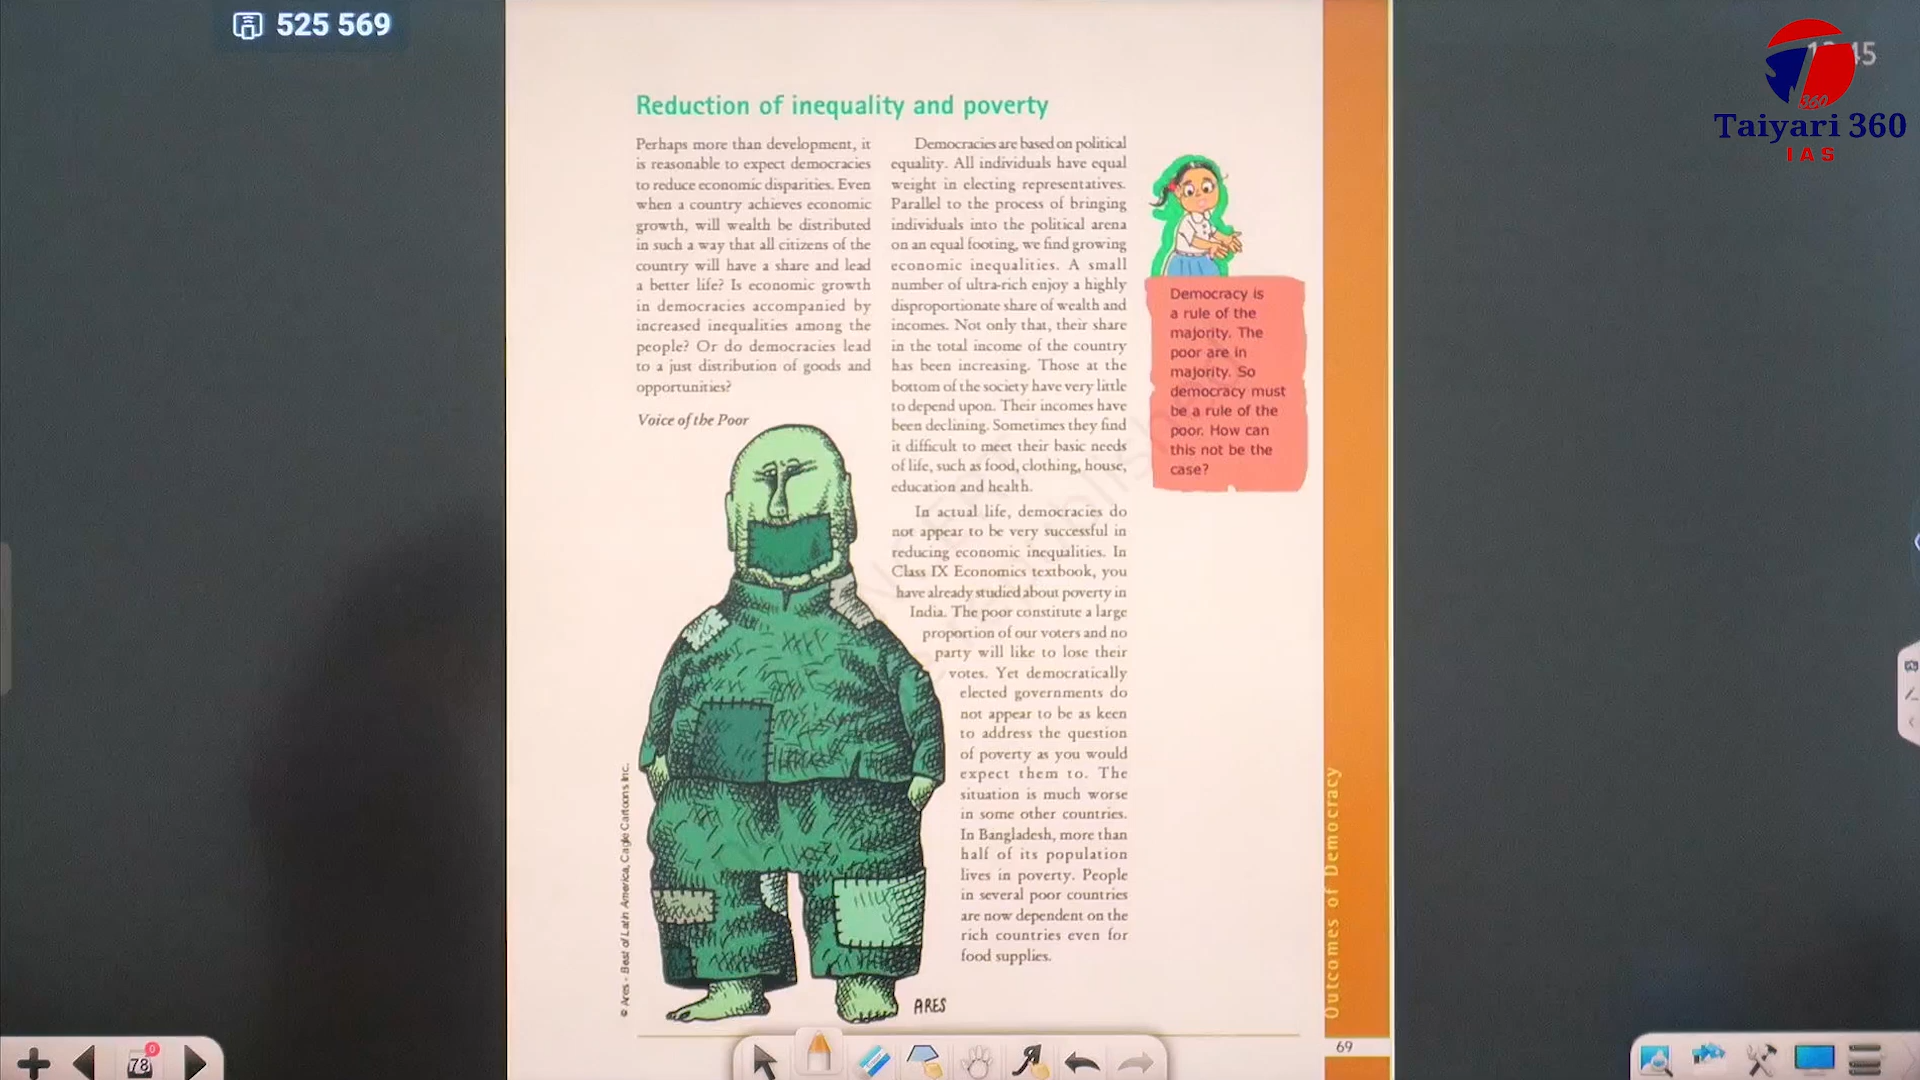 525 569
Taiyari 360
IAS
Reduction of inequality and poverty
Perhaps more than development, it
is reasonable to expect democracies
to reduce economic disparities. Even
when a country achieves economic
growth, will wealth be distributed
in such a way that all citizens of the
country will have a share and lead
a better life? Is economic growth
in democracies accompanied by
increased inequalities among the
people? Or do democracies lead
to a just distribution of goods and
opportunities?
Voice of the Poor
© Ares - Best of Latin America, Cagle Cartoons Inc.
ARES
Democracies are based on political
equality. All individuals have equal
weight in electing representatives.
Parallel to the process of bringing
individuals into the political arena
on an equal footing, we find growing
economic inequalities. A small
number of ultra-rich enjoy a highly
disproportionate share of wealth and
incomes. Not only that, their share
in the total income of the country
has been increasing. Those at the
bottom of the society have very little
to depend upon. Their incomes have
been declining. Sometimes they find
it difficult to meet their basic needs
of life, such as food, clothing, house,
education and health.
In actual life, democracies do
not appear to be very successful in
reducing economic inequalities. In
Class IX Economics textbook, you
have already studied about poverty in
India. The poor constitute a large
proportion of our voters and no
party will like to lose their
votes. Yet democratically
elected governments do
not appear to be as keen
to address the question
of poverty as you would
expect them to. The
situation is much worse
in some other countries.
In Bangladesh, more than
half of its population
lives in poverty. People
in several poor countries
are now dependent on the
rich countries even for
food supplies.
Democracy is
a rule of the
majority. The
poor are in
majority. So
democracy must
be a rule of the
poor. How can
this not be the
case?
Outcomes of Democracy
69
78
0